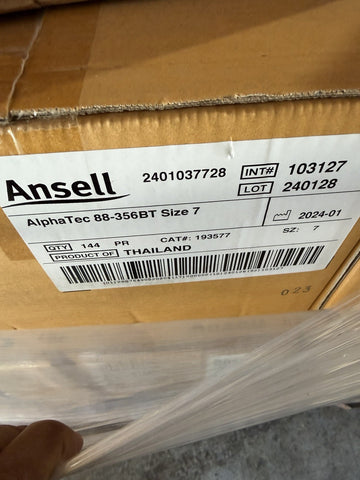 Ansell
2401037728
INT# 103127
LOT 240128
AlphaTec 88-356BT Size 7
2024-01
QTY 144 PR CAT#: 193577
SZ: 7
PRODUCT OF THAILAND
023